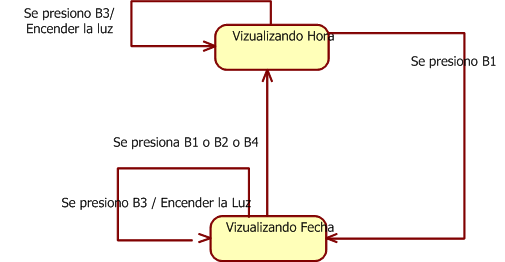 Se presiono B3/
Encender la luz
Vizualizando Hora
Se presiono B1
Se presiona B1 o B2 o B4
Se presiono B3 / Encender la Luz
Vizualizando Fecha